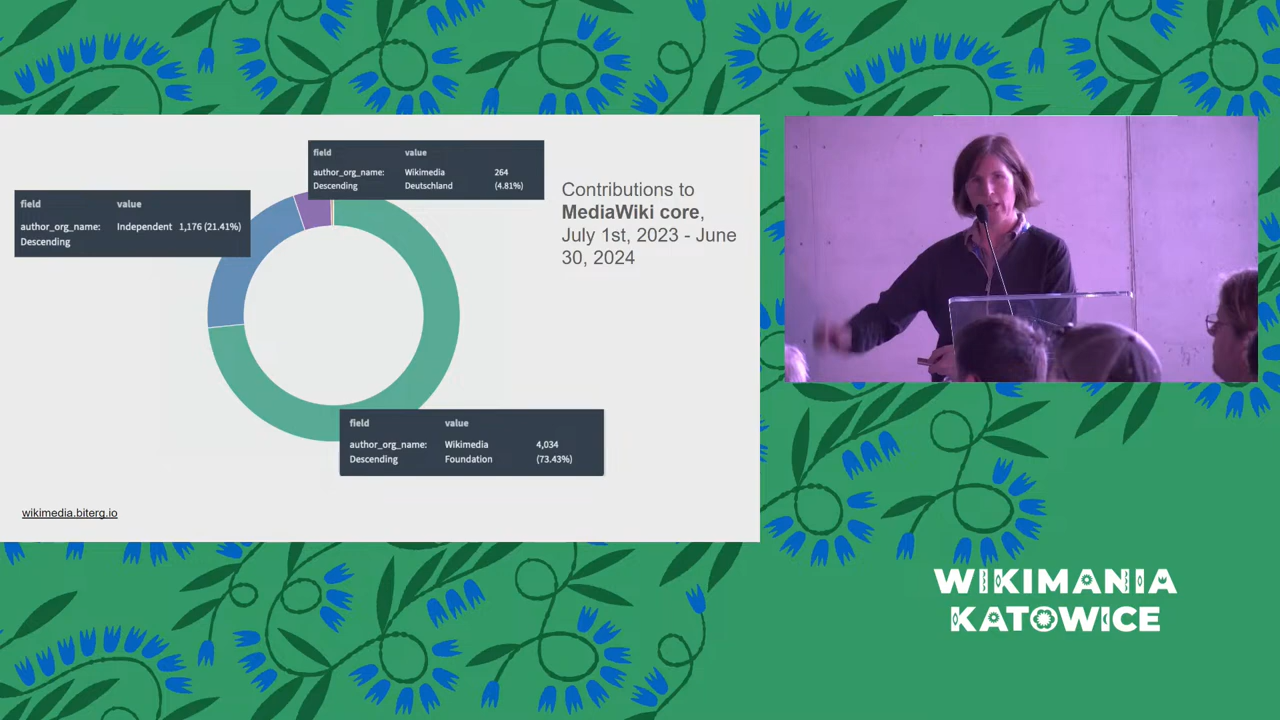 field value
author_org_name: Wikimedia 264
Descending Deutschland (4.81%)
field value
author_org_name: Independent 1,176 (21.41%)
Descending
Contributions to
MediaWiki core,
July 1st, 2023 - June
30, 2024
field value
author_org_name: Wikimedia 4,034
Descending Foundation (73.43%)
wikimedia.biterg.io
WIKIMANIA
KATOWICE